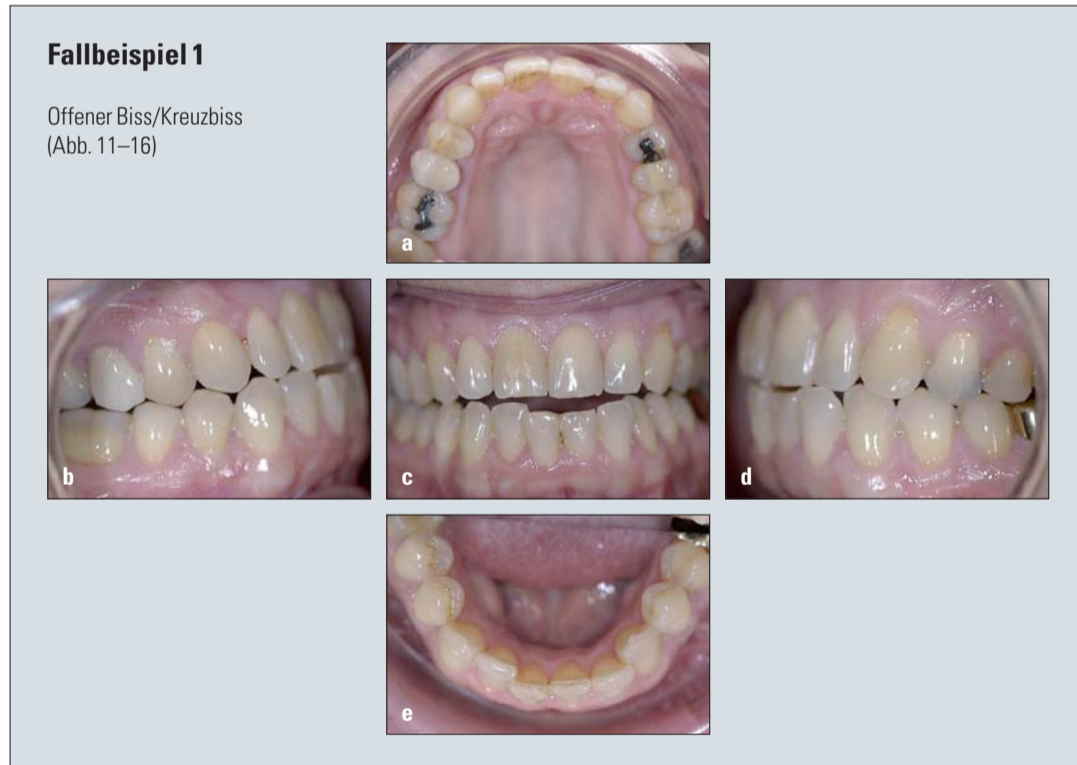 Fallbeispiel 1
Offener Biss/Kreuzbiss
(Abb. 11–16)
a
b
c
d
e